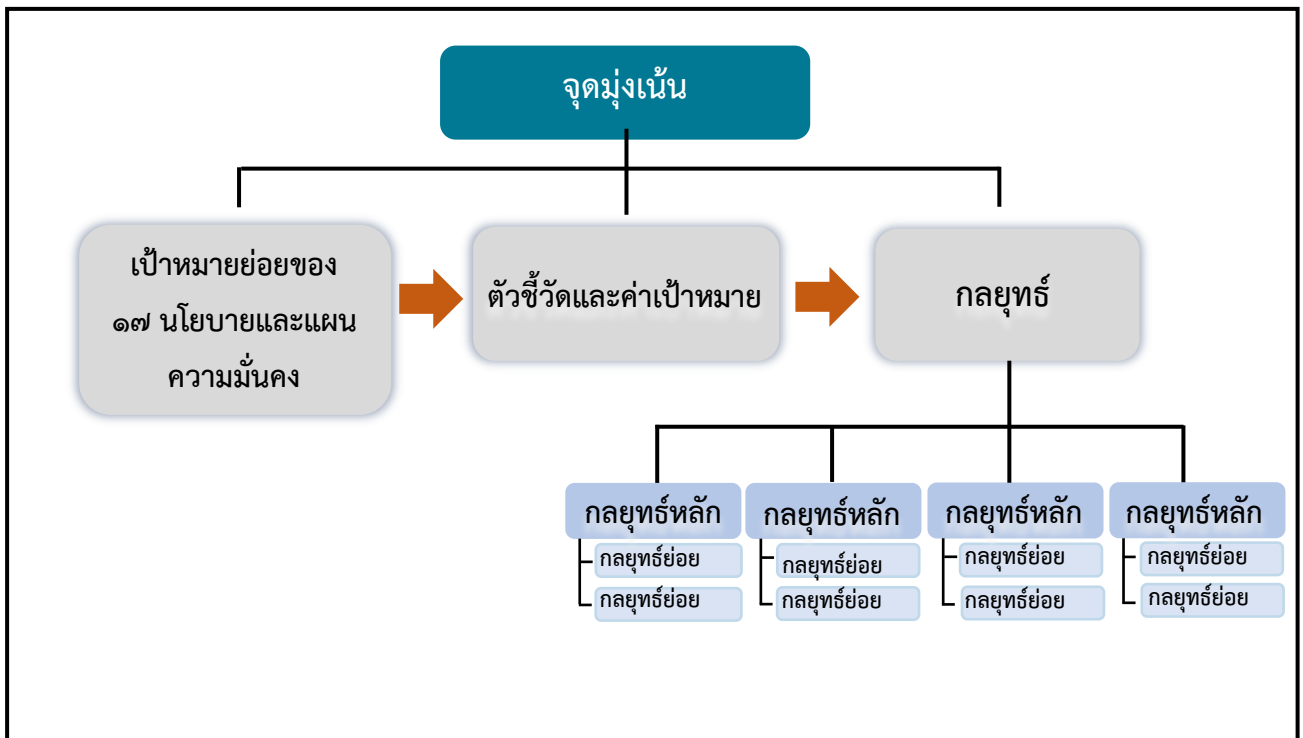 จุดมุ่งเน้น
เป้าหมายย่อยของ
๑๗ นโยบายและแผน
ความมั่นคง
ตัวชี้วัดและค่าเป้าหมาย
กลยุทธ์
กลยุทธ์หลัก
กลยุทธ์ย่อย
กลยุทธ์ย่อย
กลยุทธ์หลัก
กลยุทธ์ย่อย
กลยุทธ์ย่อย
กลยุทธ์หลัก
กลยุทธ์ย่อย
กลยุทธ์ย่อย
กลยุทธ์หลัก
กลยุทธ์ย่อย
กลยุทธ์ย่อย